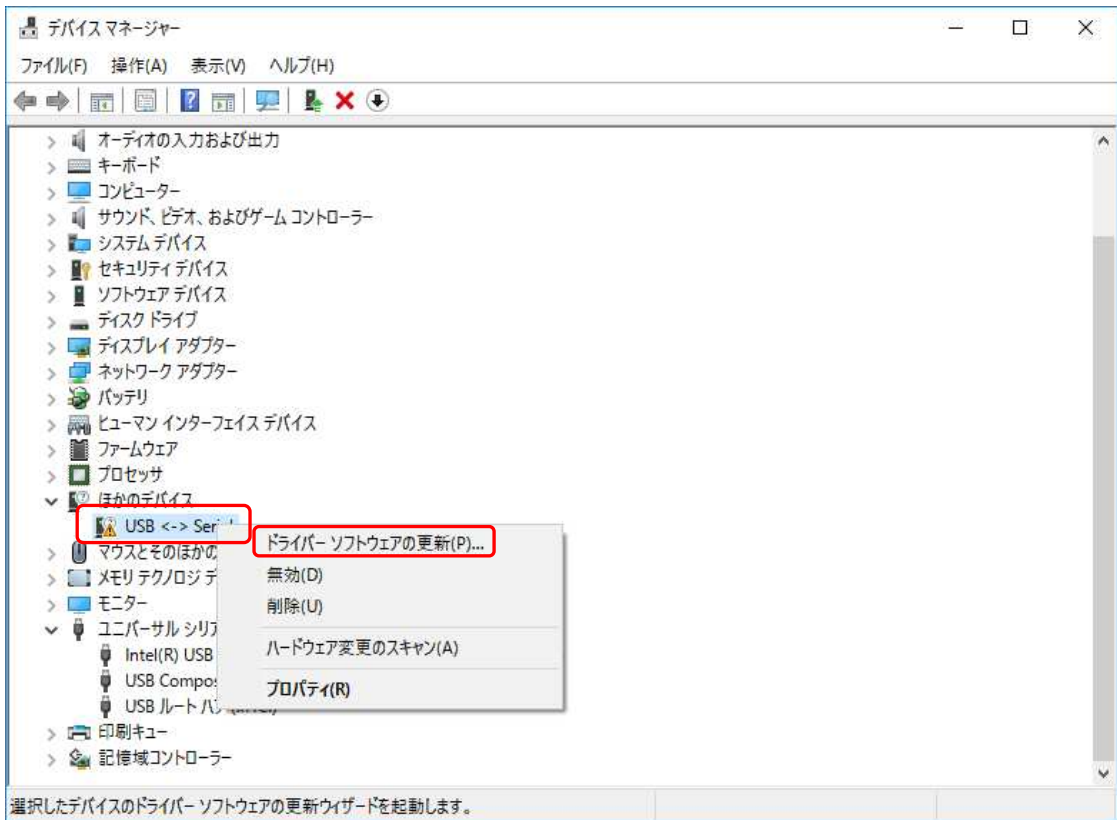 デバイス マネージャー
ファイル(F) 操作(A) 表示(V) ヘルプ(H)
オーディオの入力および出力
キーボード
コンピューター
サウンド、ビデオ、およびゲーム コントローラー
システム デバイス
セキュリティ デバイス
ソフトウェア デバイス
ディスク ドライブ
ディスプレイ アダプター
ネットワーク アダプター
バッテリ
ヒューマン インターフェイス デバイス
ファームウェア
プロセッサ
ほかのデバイス
USB <-> Seri
マウスとそのほかの
メモリ テクノロジ デ
モニター
ユニバーサル シリア
Intel(R) USB
USB Compos
USB ルート ハブ
印刷キュー
記憶域コントローラー
ドライバー ソフトウェアの更新(P)...
無効(D)
削除(U)
ハードウェア変更のスキャン(A)
プロパティ(R)
選択したデバイスのドライバー ソフトウェアの更新ウィザードを起動します。